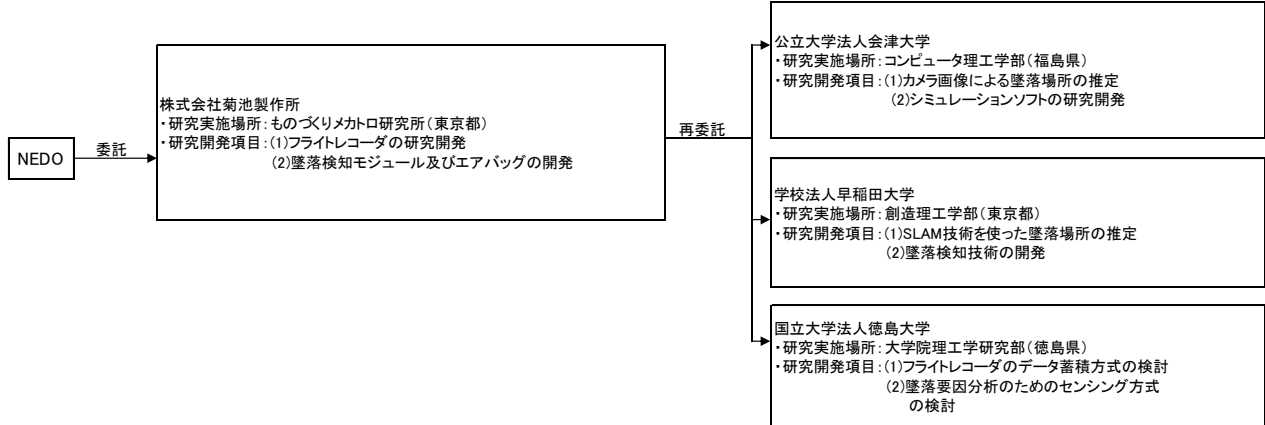 NEDO
委託
株式会社菊池製作所
・研究実施場所：ものづくりメカトロ研究所（東京都）
・研究開発項目：(1)フライトレコーダの研究開発
(2)墜落検知モジュール及びエアバッグの開発
再委託
公立大学法人会津大学
・研究実施場所：コンピュータ理工学部（福島県）
・研究開発項目：(1)カメラ画像による墜落場所の推定
(2)シミュレーションソフトの研究開発
学校法人早稲田大学
・研究実施場所：創造理工学部（東京都）
・研究開発項目：(1)SLAM技術を使った墜落場所の推定
(2)墜落検知技術の開発
国立大学法人徳島大学
・研究実施場所：大学院理工学研究部（徳島県）
・研究開発項目：(1)フライトレコーダのデータ蓄積方式の検討
(2)墜落要因分析のためのセンシング方式
の検討